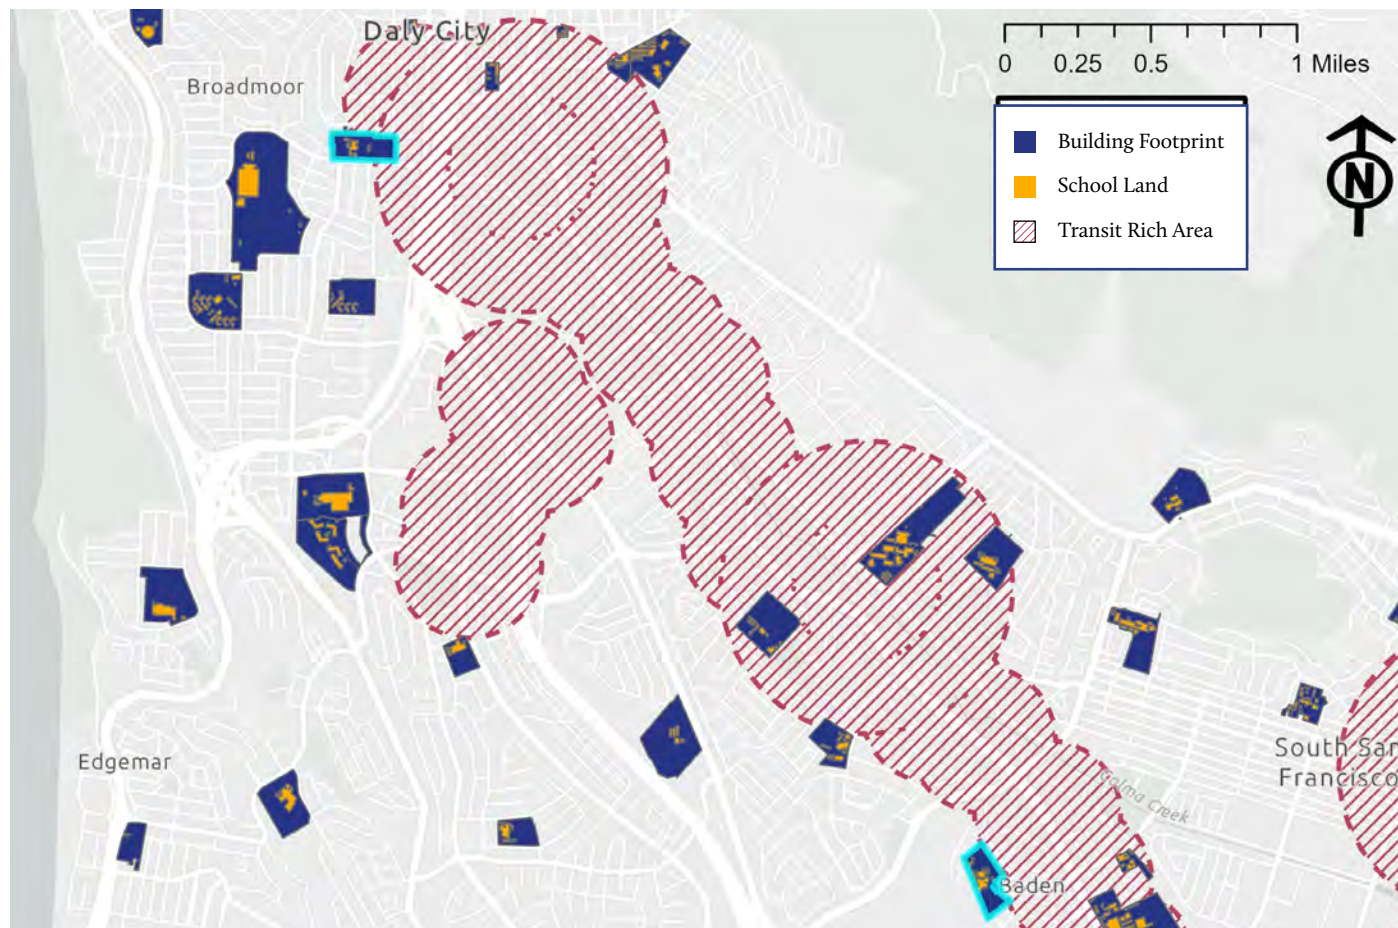 Daly City
Broadmoor
0 0.25 0.5 1 Miles
Building Footprint
School Land
Transit Rich Area
N
Edgemar
South San
Francisco
Colma Creek
Baden